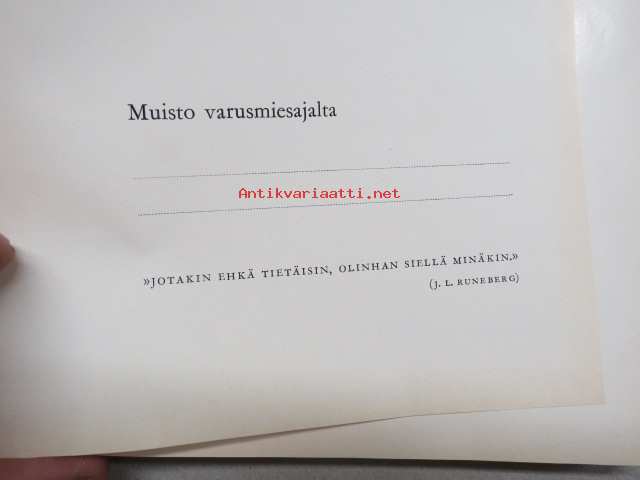 Muisto varusmiesajalta
Antikvariaatti.net
»JOTAKIN EHKÄ TIETÄISIN, OLINHAN SIELLÄ MINÄKIN.»
(J. L. RUNEBERG)